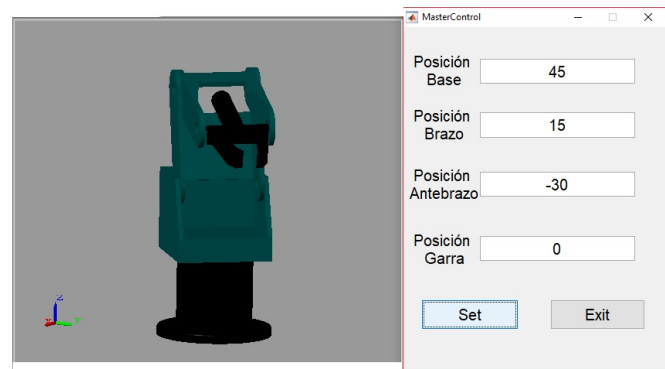 MasterControl
Posición
Base
45
Posición
Brazo
15
Posición
Antebrazo
-30
Posición
Garra
0
Set
Exit
Z
X
Y